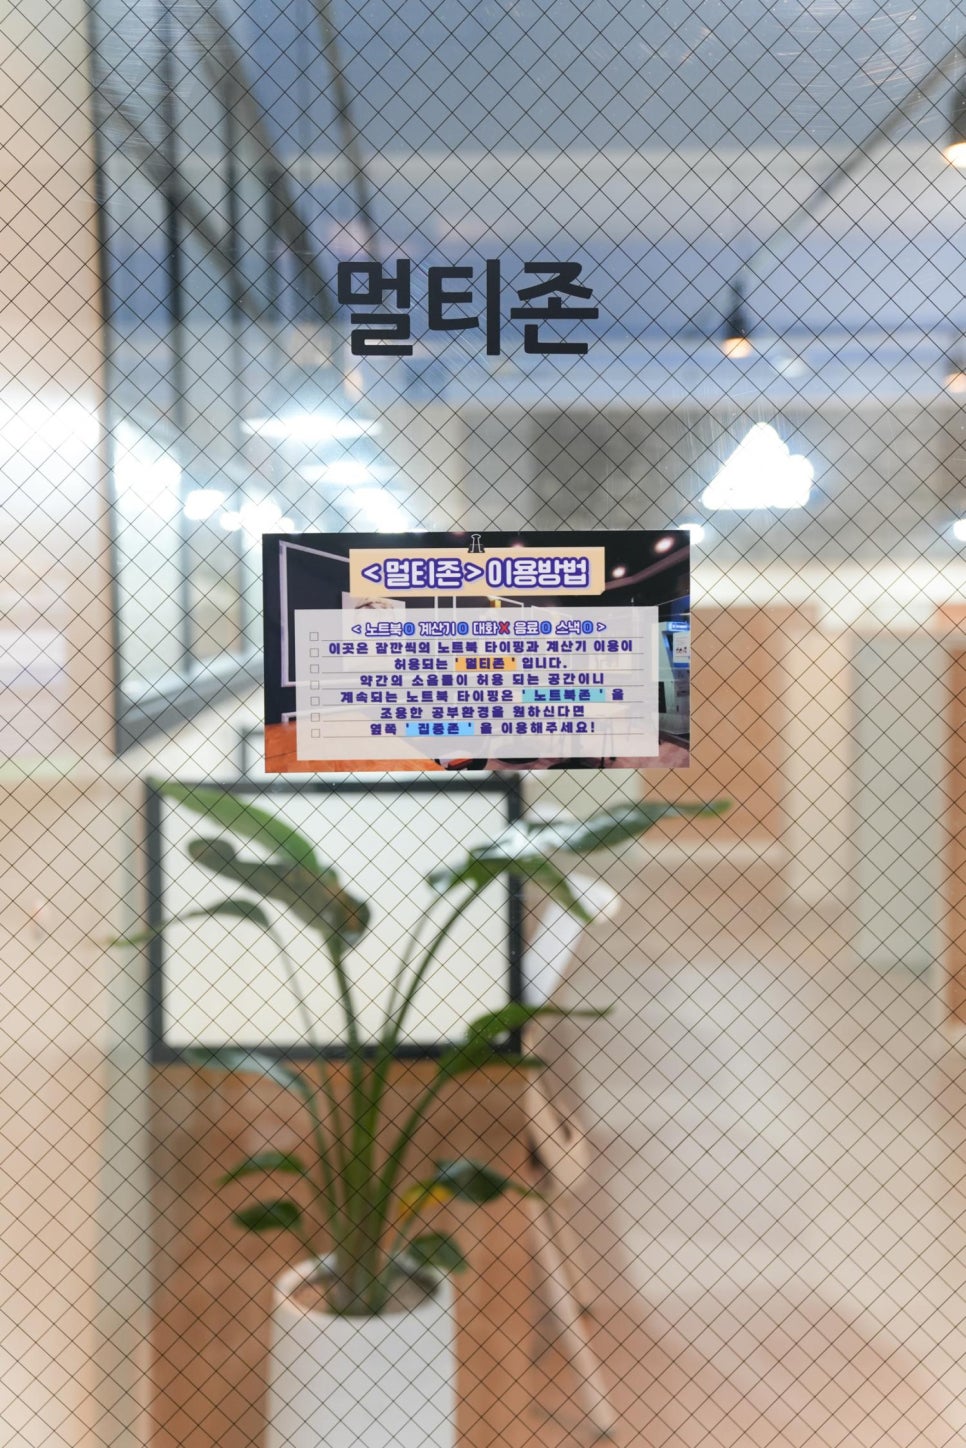 멀티존
<멀티존>이용방법
< 노트북O 계산기O 대화X 음료O 스낵O >
이곳은 잠깐씩의 노트북 타이핑과 계산기 이용이
허용되는 ' 멀티존 ' 입니다.
약간의 소음들이 허용 되는 공간이니
계속되는 노트북 타이핑은 ' 노트북존 ' 을
조용한 공부환경을 원하신다면
옆쪽 ' 집중존 ' 을 이용해주세요!